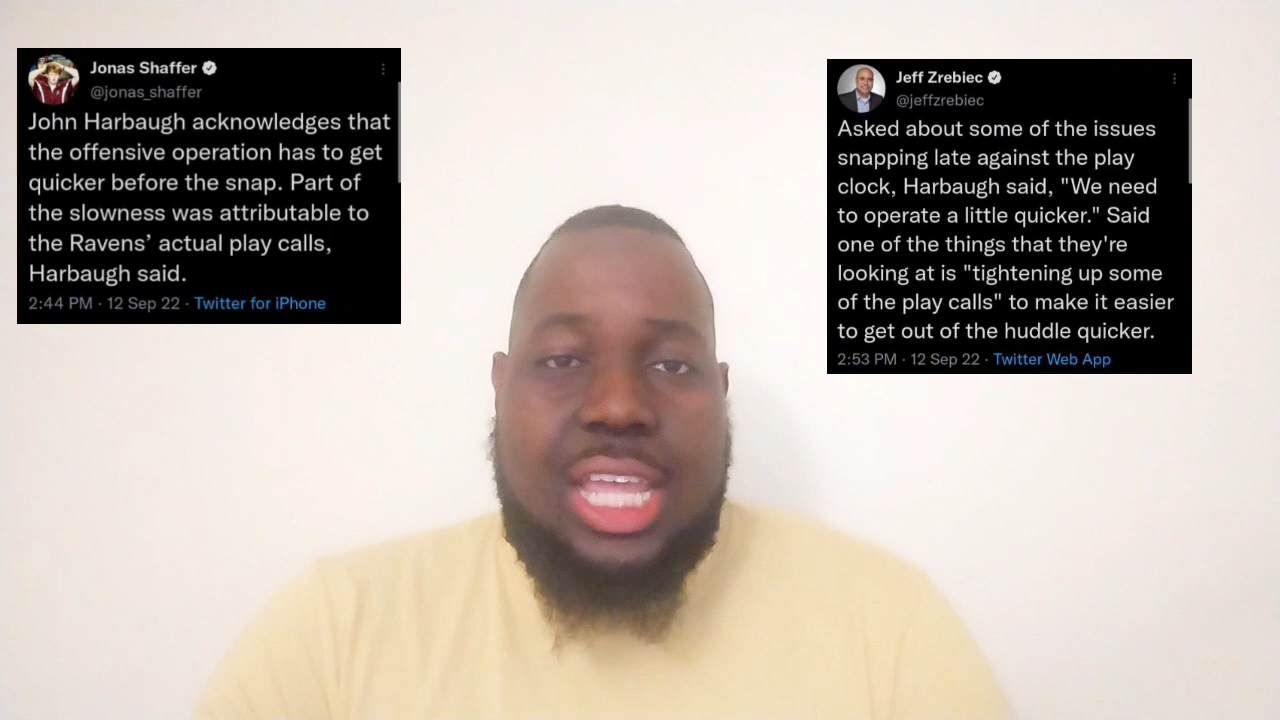 Jonas Shaffer
@jonas_shaffer
John Harbaugh acknowledges that
the offensive operation has to get
quicker before the snap. Part of
the slowness was attributable to
the Ravens’ actual play calls,
Harbaugh said.
2:44 PM · 12 Sep 22 · Twitter for iPhone
Jeff Zrebiec
@jeffzrebiec
Asked about some of the issues
snapping late against the play
clock, Harbaugh said, "We need
to operate a little quicker." Said
one of the things that they're
looking at is "tightening up some
of the play calls" to make it easier
to get out of the huddle quicker.
2:53 PM · 12 Sep 22 · Twitter Web App